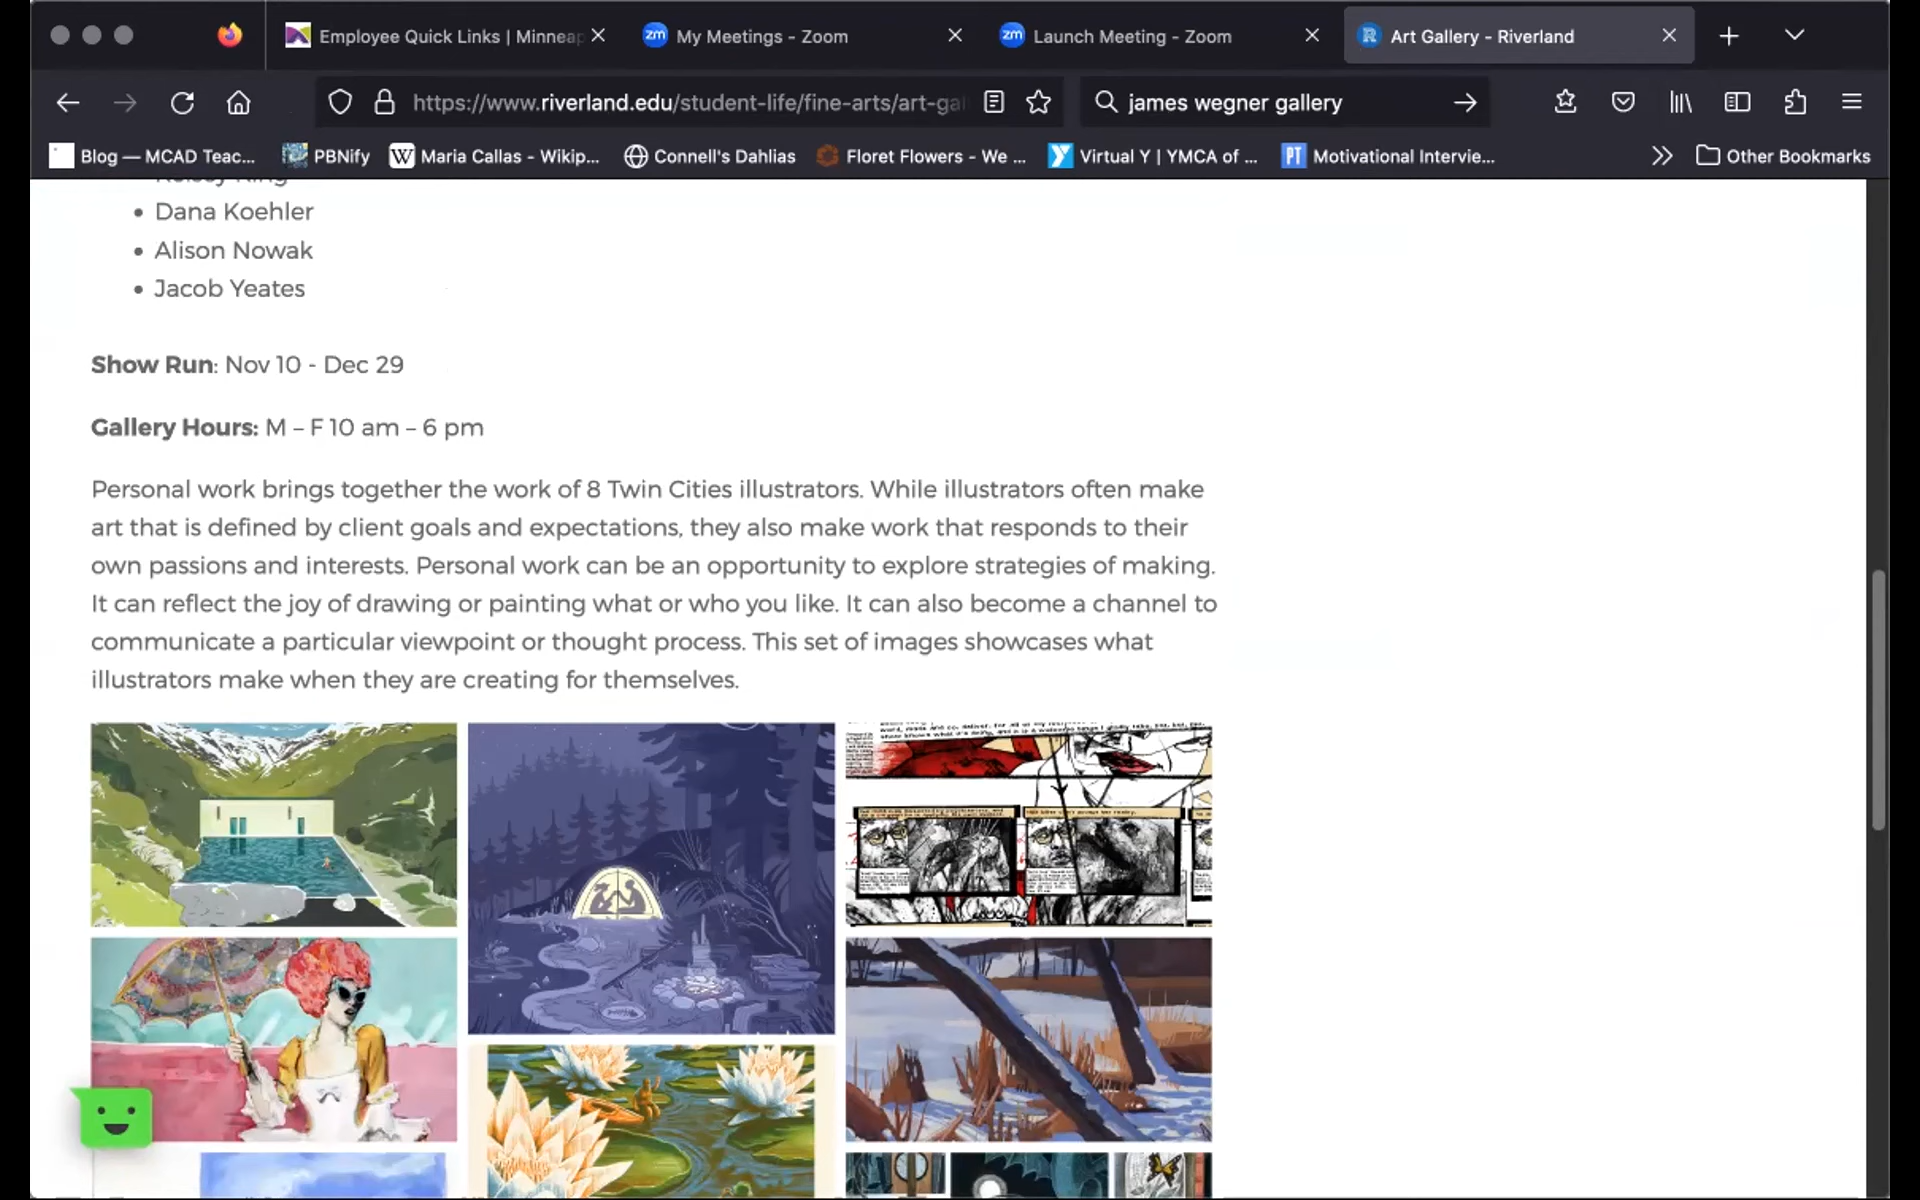 Employee Quick Links | Minneap
My Meetings - Zoom
Launch Meeting - Zoom
Art Gallery - Riverland
https://www.riverland.edu/student-life/fine-arts/art-gal
james wegner gallery
Blog — MCAD Teac...
PBNify
Maria Callas - Wikip...
Connell's Dahlias
Floret Flowers - We ...
Virtual Y | YMCA of ...
Motivational Intervie...
Other Bookmarks
• Dana Koehler
• Alison Nowak
• Jacob Yeates
Show Run: Nov 10 - Dec 29
Gallery Hours: M – F 10 am – 6 pm
Personal work brings together the work of 8 Twin Cities illustrators. While illustrators often make
art that is defined by client goals and expectations, they also make work that responds to their
own passions and interests. Personal work can be an opportunity to explore strategies of making.
It can reflect the joy of drawing or painting what or who you like. It can also become a channel to
communicate a particular viewpoint or thought process. This set of images showcases what
illustrators make when they are creating for themselves.